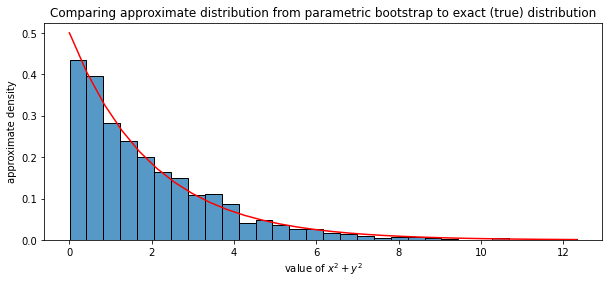 Comparing approximate distribution from parametric bootstrap to exact (true) distribution
0.5
0.4
0.3
0.2
0.1
0.0
approximate density
0 2 4 6 8 10 12
value of x² + y²